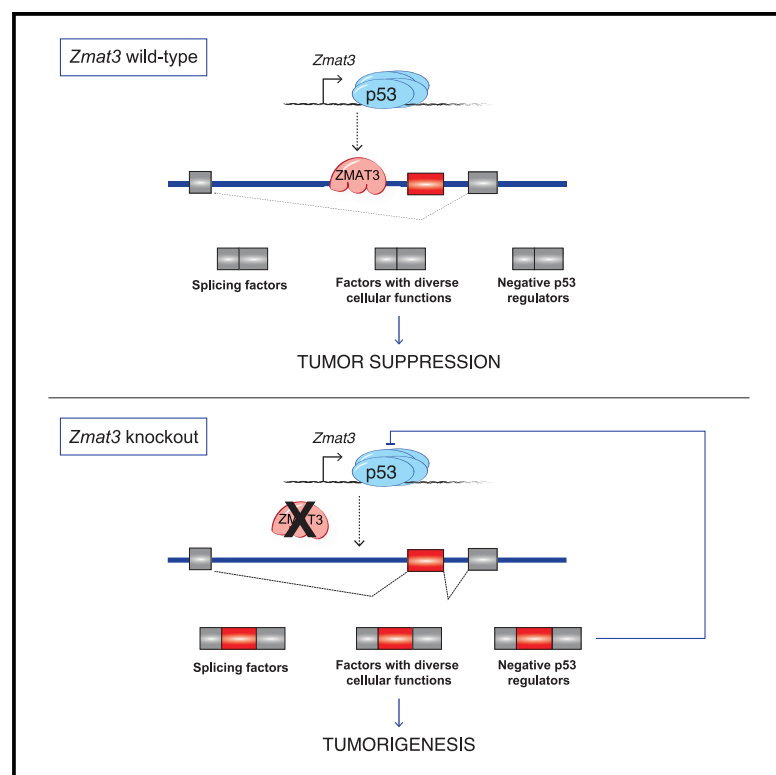 Zmat3 wild-type
Zmat3
p53
ZMAT3
Splicing factors
Factors with diverse
cellular functions
Negative p53
regulators
TUMOR SUPPRESSION
Zmat3 knockout
Zmat3
p53
ZMAT3
X
Splicing factors
Factors with diverse
cellular functions
Negative p53
regulators
TUMORIGENESIS